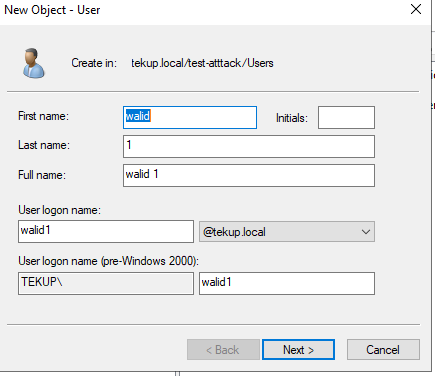 New Object - User
Create in: tekup.local/test-atttack/Users
First name: walid Initials:
Last name: 1
Full name: walid 1
User logon name:
walid1 @tekup.local
User logon name (pre-Windows 2000):
TEKUP\ walid1
< Back Next > Cancel